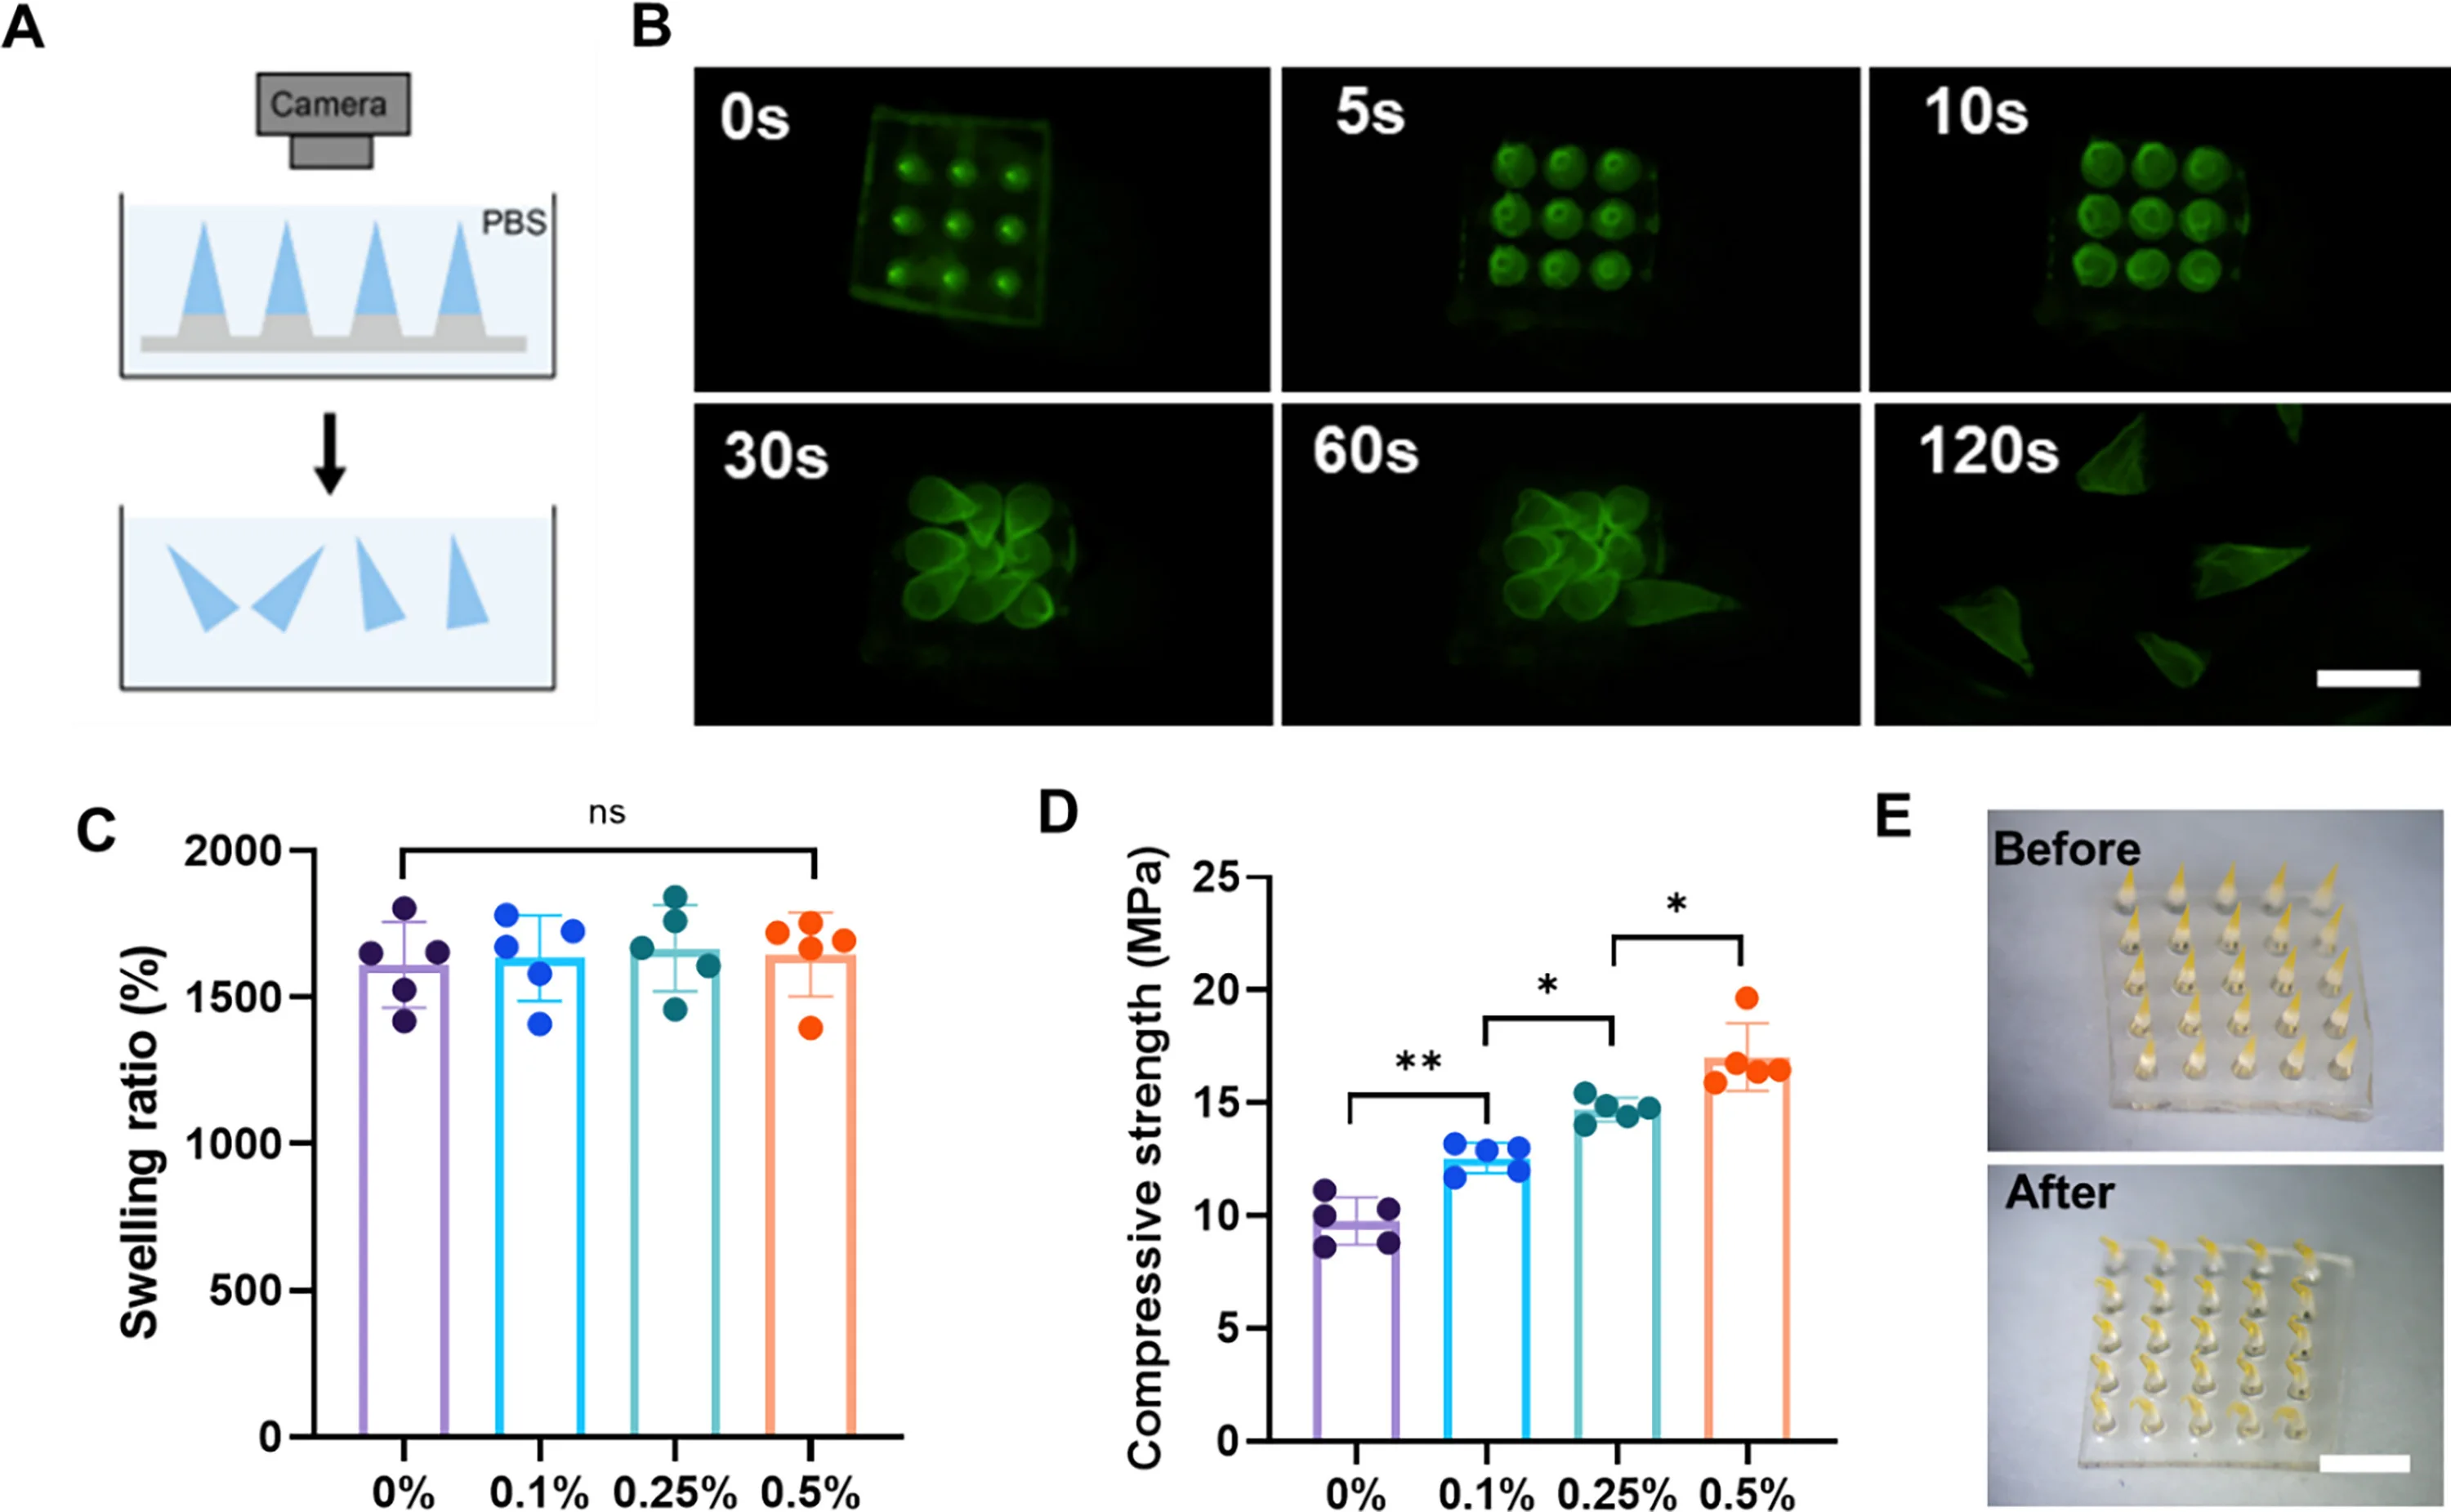 A
Camera
PBS
B
0s
5s
10s
30s
60s
120s
C
Swelling ratio (%)
2000
1500
1000
500
0
ns
0%
0.1%
0.25%
0.5%
D
Compressive strength (MPa)
25
20
15
10
5
0
**
*
*
0%
0.1%
0.25%
0.5%
E
Before
After